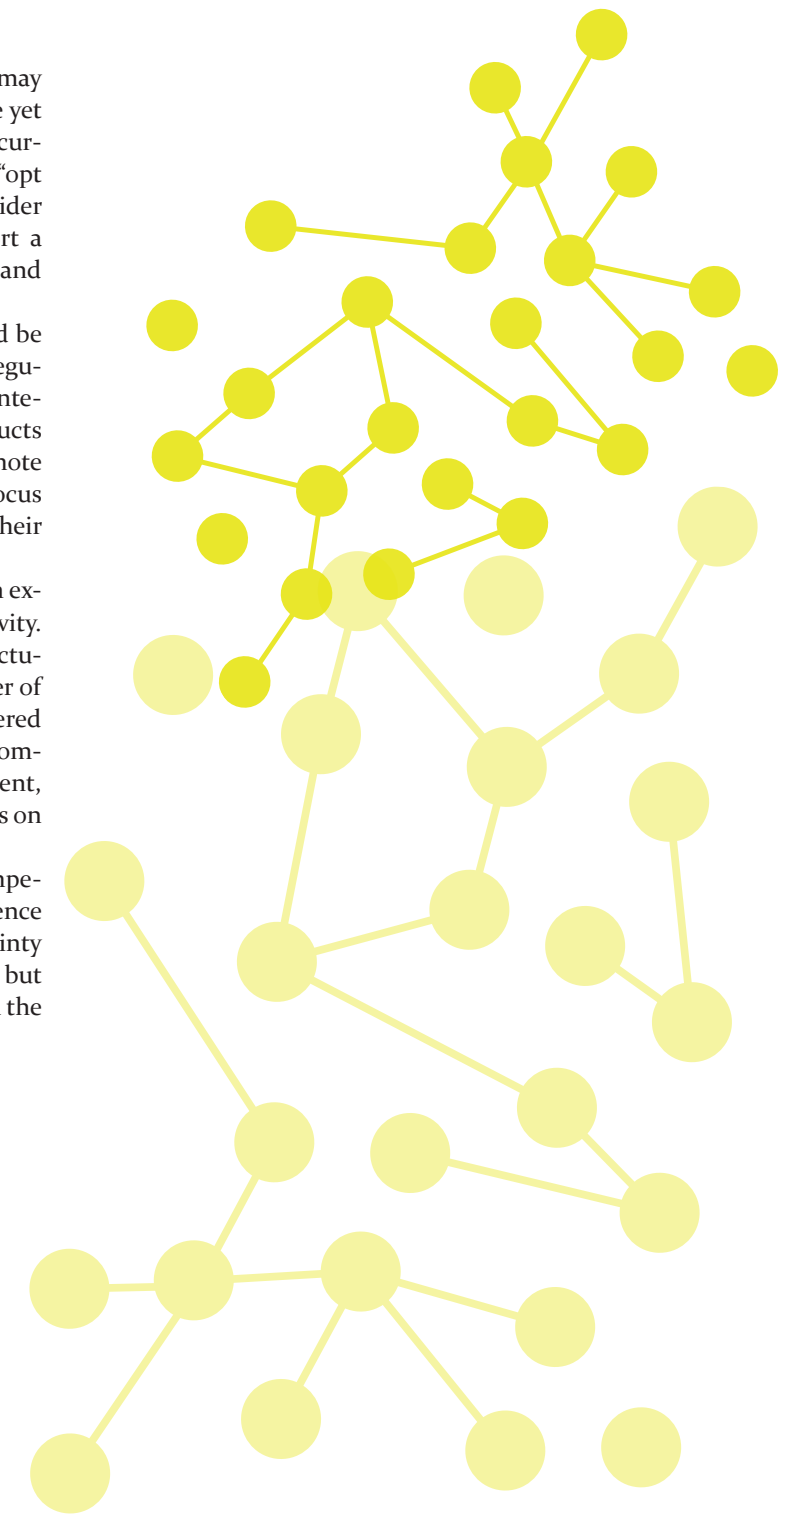 may
e yet
cur-
“opt
ider
rt a
and
d be
egu-
nte-
ucts
note
ocus
heir
n ex-
vity.
ctu-
er of
ered
om-
ent,
s on
npe-
ence
inty
but
the